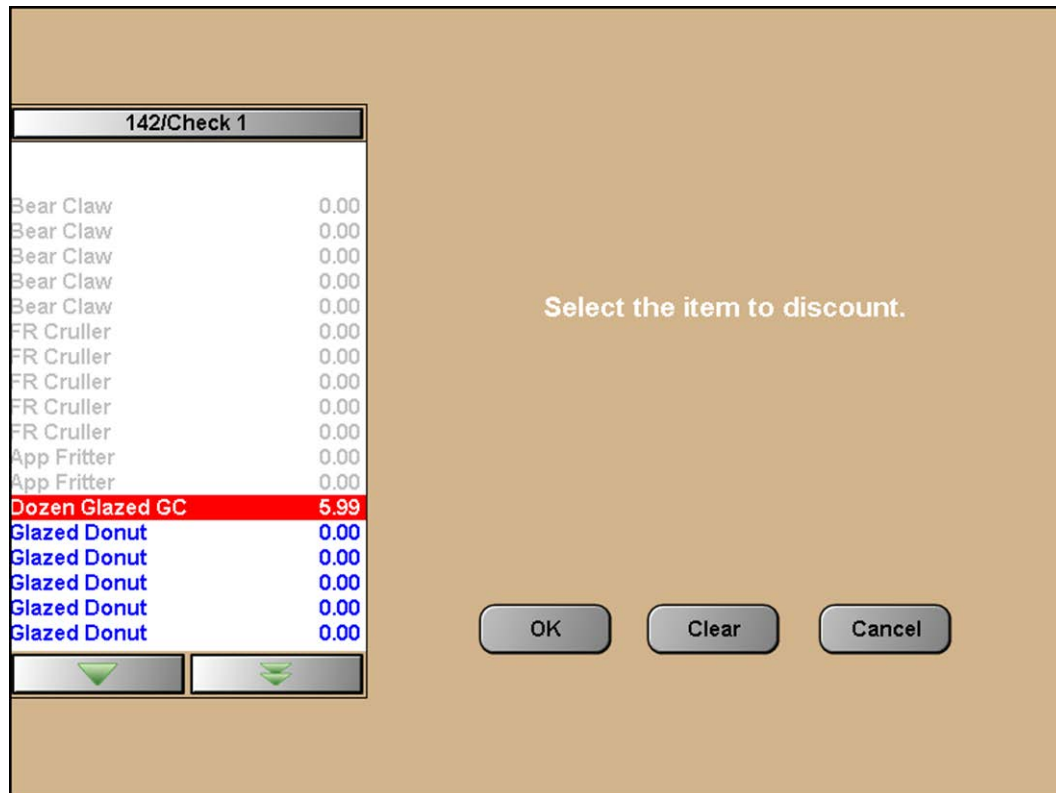 142/Check 1
Bear Claw 0.00
Bear Claw 0.00
Bear Claw 0.00
Bear Claw 0.00
Bear Claw 0.00
FR Cruller 0.00
FR Cruller 0.00
FR Cruller 0.00
FR Cruller 0.00
FR Cruller 0.00
App Fritter 0.00
App Fritter 0.00
Dozen Glazed GC 5.99
Glazed Donut 0.00
Glazed Donut 0.00
Glazed Donut 0.00
Glazed Donut 0.00
Glazed Donut 0.00
Select the item to discount.
OK Clear Cancel